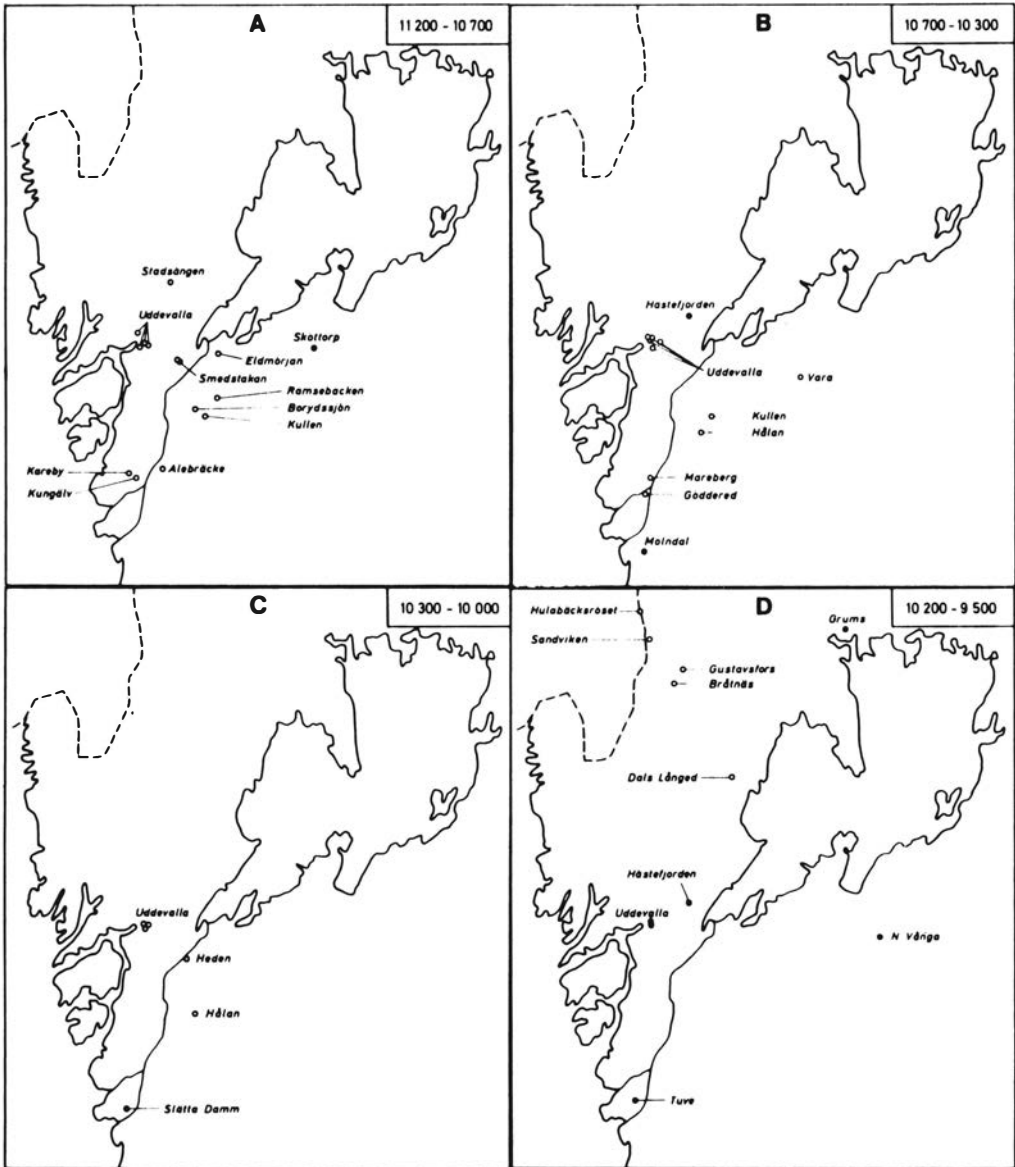 A
11 200 - 10 700
Stadsängen
Uddevalla
Skottorp
Eldmörjan
Smedstakan
Ramsebacken
Borydssjön
Kullen
Kareby
Alebräcke
Kungälv
B
10 700 - 10 300
Hastefjorden
Uddevalla
Vara
Kullen
Hålan
Mareberg
Göddered
Molndal
C
10 300 - 10 000
Uddevalla
Heden
Hålan
Slätta Damm
D
10 200 - 9 500
Hulabäcksröset
Grums
Sandviken
Gustavsfors
Bråtnäs
Dals Långed
Hästefjorden
Uddevalla
N Vånga
Tuve